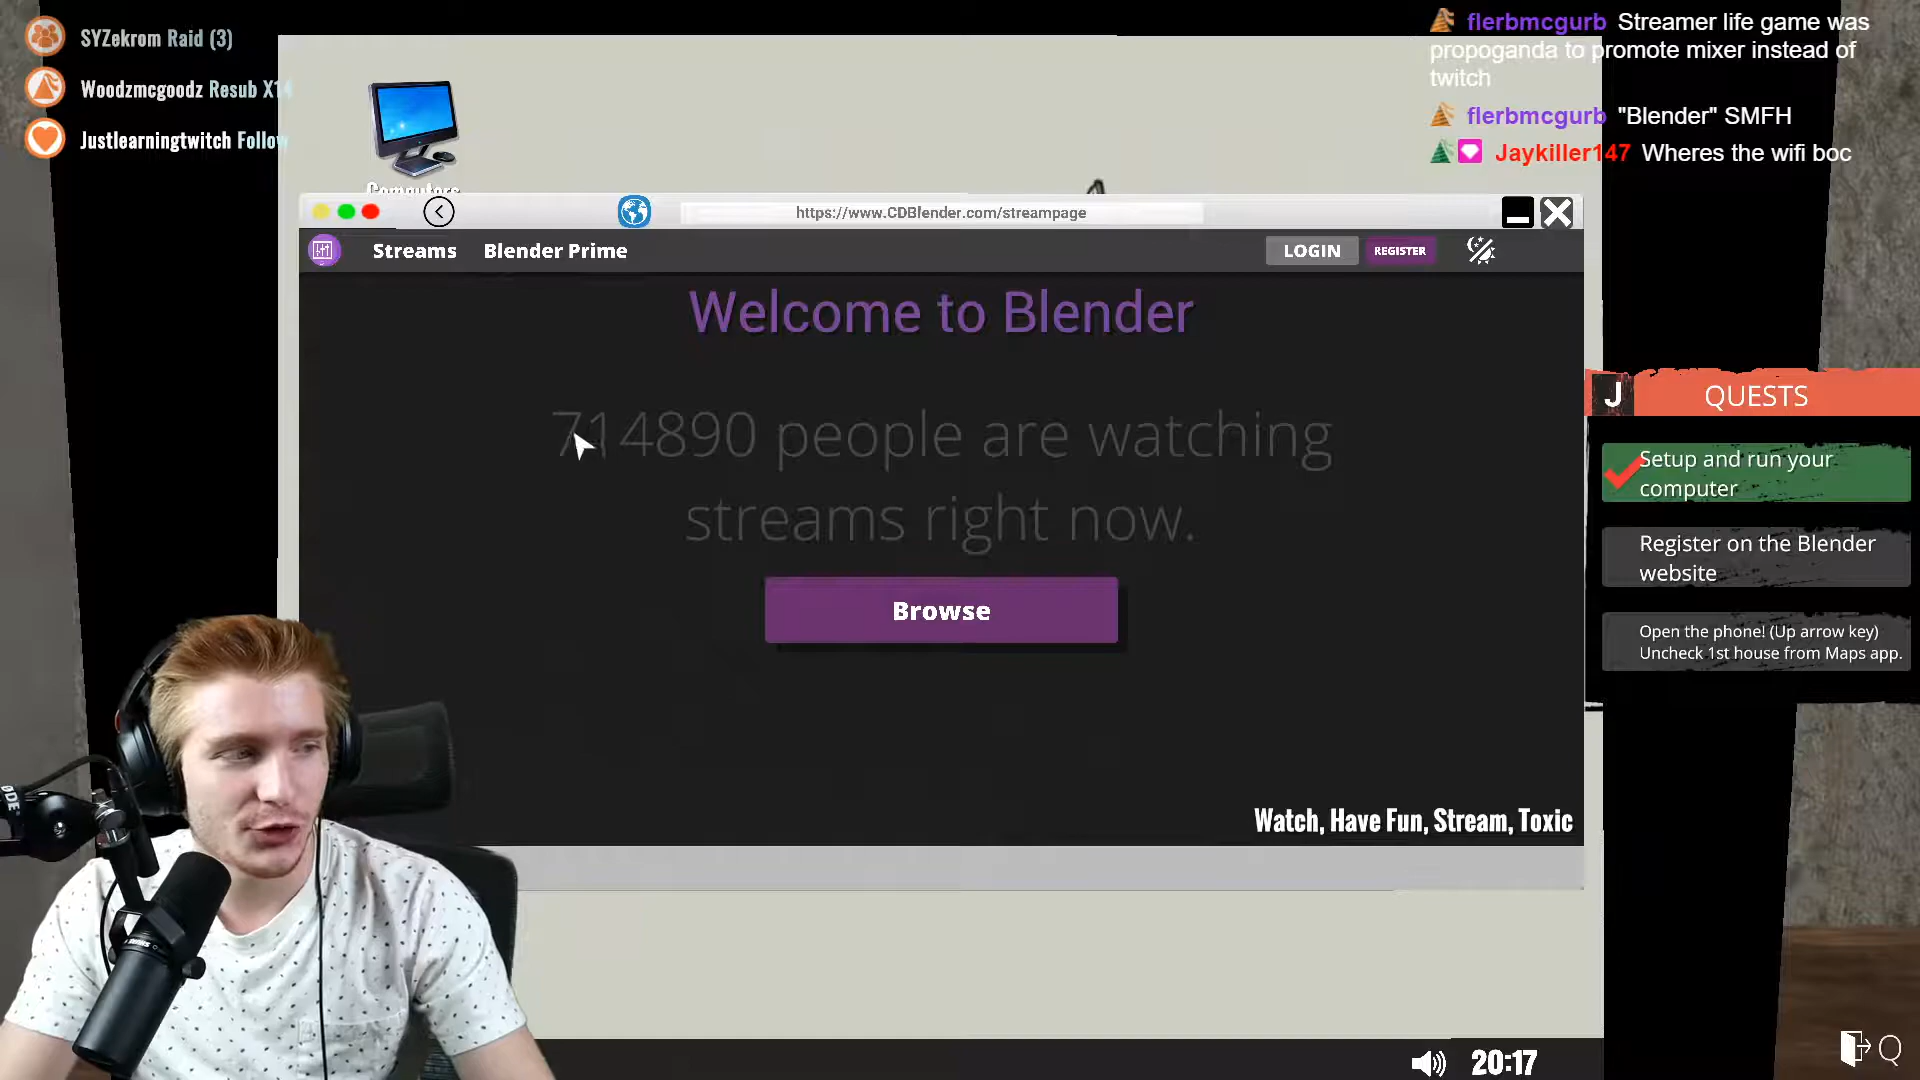 SYZekrom Raid (3)
Woodzmcgoodz Resub X14
Justlearningtwitch Follow
flerbmcgurb Streamer life game was
propoganda to promote mixer instead of
twitch
flerbmcgurb "Blender" SMFH
Jaykiller147 Wheres the wifi boc
Computers
https://www.CDBlender.com/streampage
Streams Blender Prime LOGIN REGISTER
Welcome to Blender
714890 people are watching
streams right now.
Browse
Watch, Have Fun, Stream, Toxic
J QUESTS
Setup and run your
computer
Register on the Blender
website
Open the phone! (Up arrow key)
Uncheck 1st house from Maps app.
20:17
Q